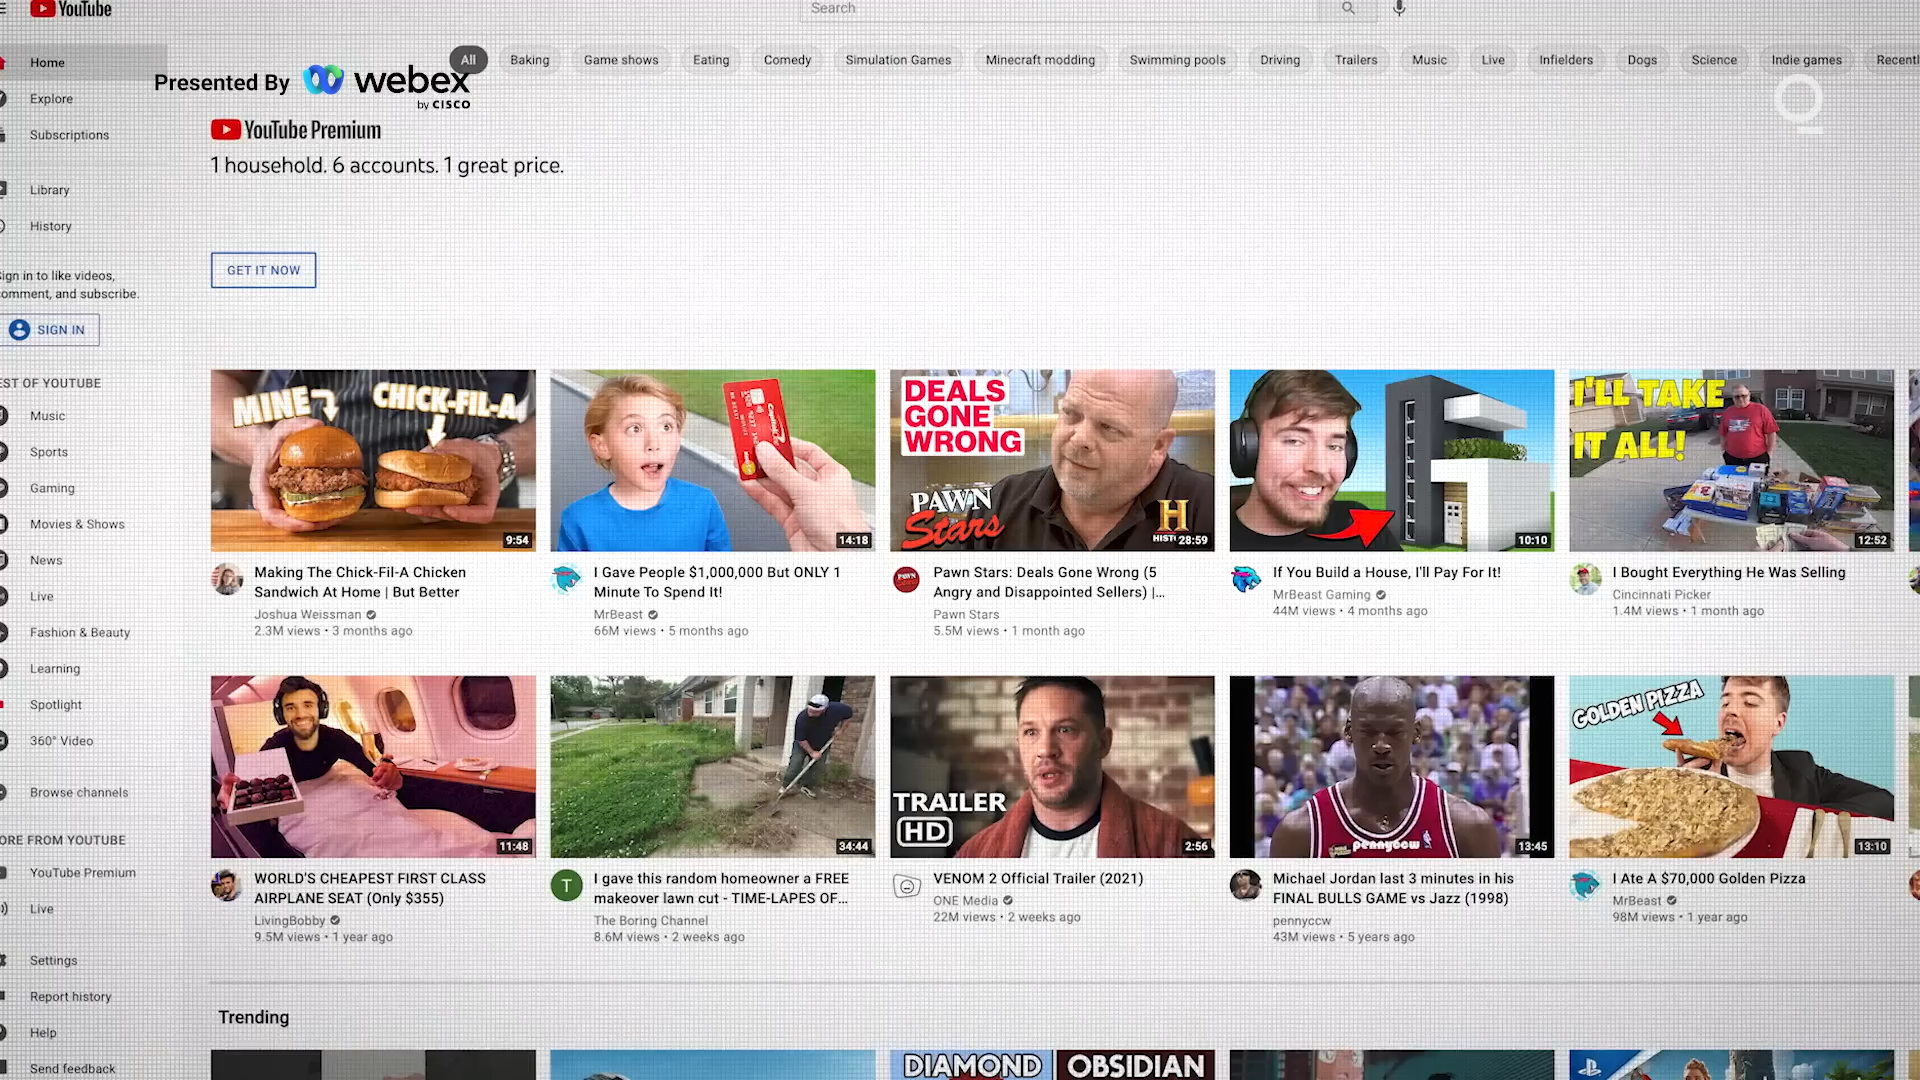 YouTube
Search
Home
Explore
Subscriptions
Library
History
Presented By webex
by CISCO
All
Baking
Game shows
Eating
Comedy
Simulation Games
Minecraft modding
Swimming pools
Driving
Trailers
Music
Live
Infielders
Dogs
Science
Indie games
Recentl
YouTube Premium
1 household. 6 accounts. 1 great price.
GET IT NOW
ign in to like videos,
omment, and subscribe.
SIGN IN
EST OF YOUTUBE
Music
Sports
Gaming
Movies & Shows
News
Live
Fashion & Beauty
Learning
Spotlight
360° Video
Browse channels
ORE FROM YOUTUBE
YouTube Premium
Live
Settings
Report history
Help
Send feedback
MINE
CHICK-FIL-A
9:54
Making The Chick-Fil-A Chicken
Sandwich At Home | But Better
Joshua Weissman
2.3M views • 3 months ago
14:18
I Gave People $1,000,000 But ONLY 1
Minute To Spend It!
MrBeast
66M views • 5 months ago
DEALS
GONE
WRONG
PAWN
Stars
H
HIST
28:59
Pawn Stars: Deals Gone Wrong (5
Angry and Disappointed Sellers) |...
Pawn Stars
5.5M views • 1 month ago
10:10
If You Build a House, I'll Pay For It!
MrBeast Gaming
44M views • 4 months ago
I'LL TAKE
IT ALL!
12:52
I Bought Everything He Was Selling
Cincinnati Picker
1.4M views • 1 month ago
11:48
WORLD'S CHEAPEST FIRST CLASS
AIRPLANE SEAT (Only $355)
LivingBobby
9.5M views • 1 year ago
34:44
T
I gave this random homeowner a FREE
makeover lawn cut - TIME-LAPES OF...
The Boring Channel
8.6M views • 2 weeks ago
TRAILER
HD
2:56
VENOM 2 Official Trailer (2021)
ONE Media
22M views • 2 weeks ago
pennyccw
13:45
Michael Jordan last 3 minutes in his
FINAL BULLS GAME vs Jazz (1998)
pennyccw
43M views • 5 years ago
GOLDEN PIZZA
13:10
I Ate A $70,000 Golden Pizza
MrBeast
98M views • 1 year ago
Trending
DIAMOND
OBSIDIAN